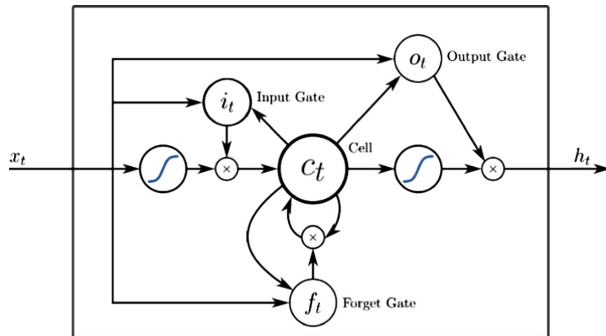 o_t Output Gate
i_t Input Gate
x_t
×
c_t Cell
×
h_t
×
f_t Forget Gate